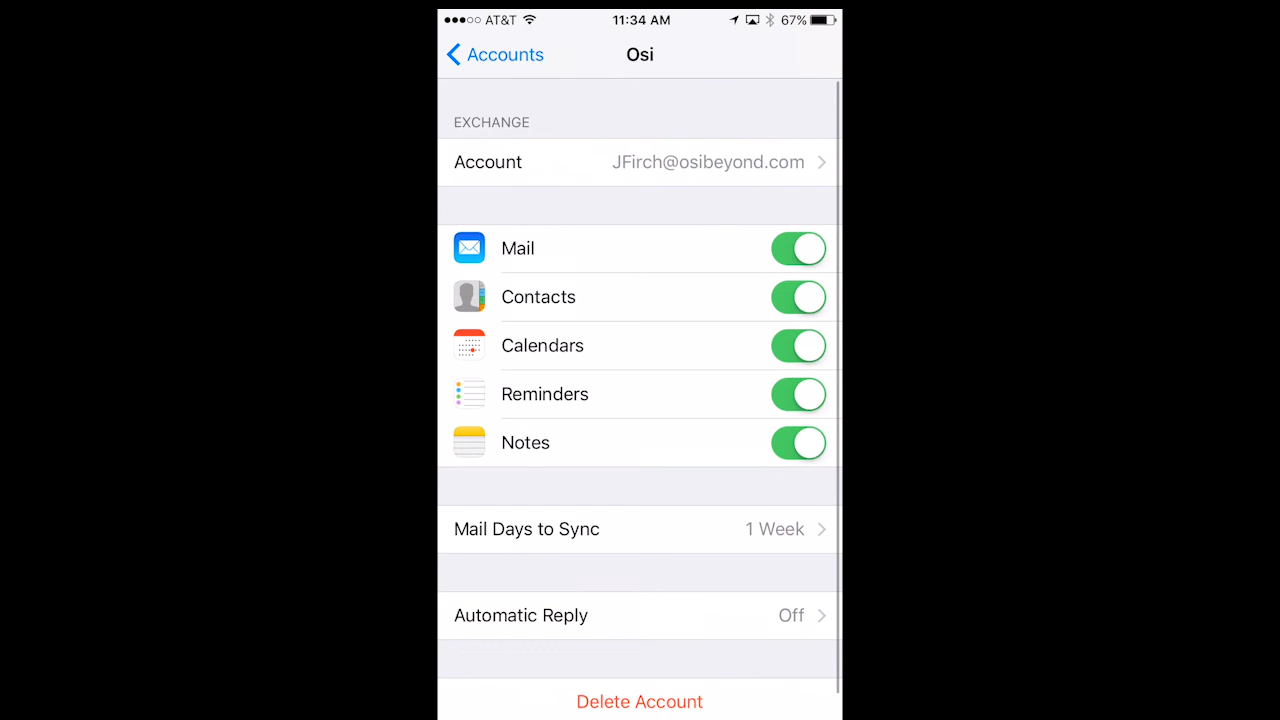 AT&T 11:34 AM 67%
Accounts Osi
EXCHANGE
Account JFirch@osibeyond.com
Mail
Contacts
Calendars
Reminders
Notes
Mail Days to Sync 1 Week
Automatic Reply Off
Delete Account